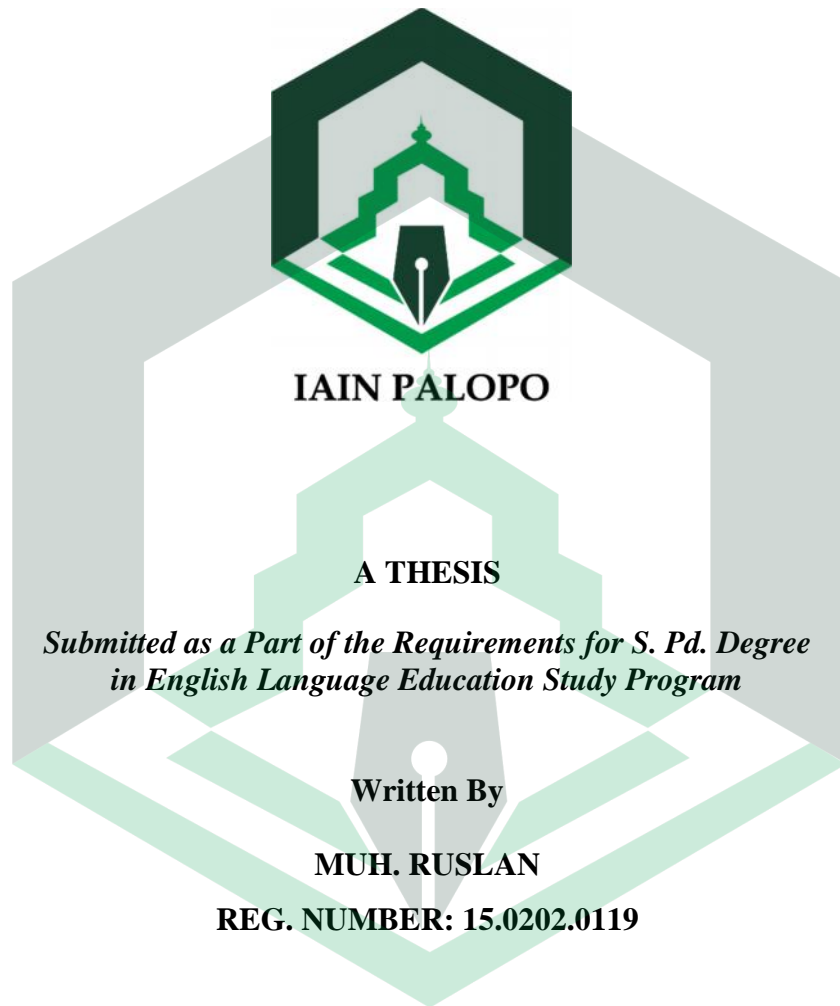 IAIN PALOPO
A THESIS
Submitted as a Part of the Requirements for S. Pd. Degree
in English Language Education Study Program
Written By
MUH. RUSLAN
REG. NUMBER: 15.0202.0119